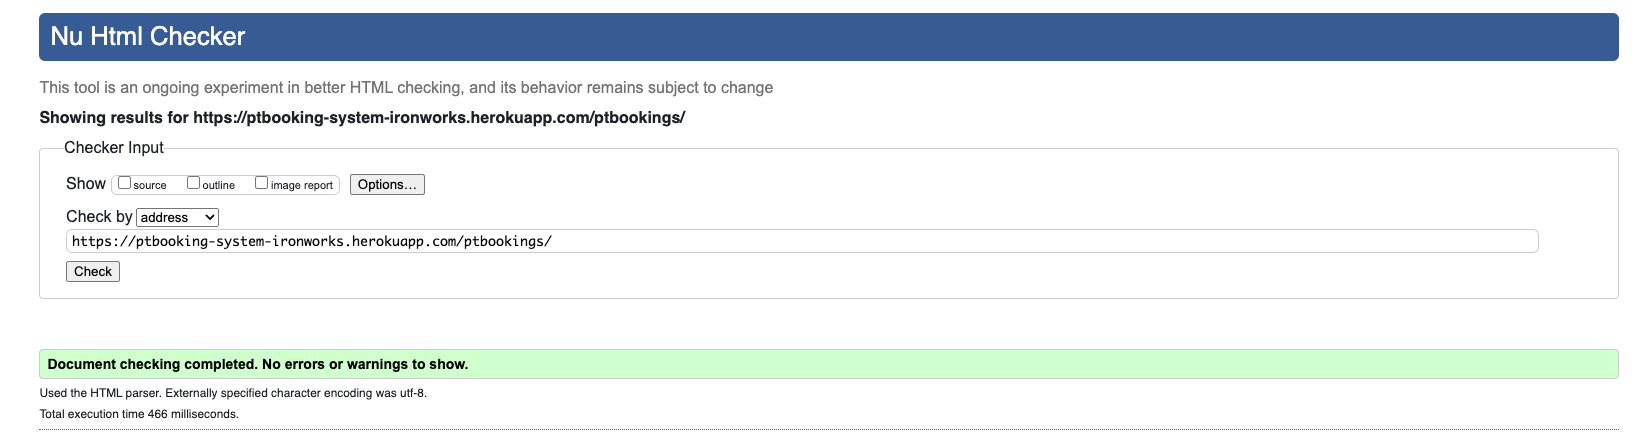 Nu Html Checker
This tool is an ongoing experiment in better HTML checking, and its behavior remains subject to change
Showing results for https://ptbooking-system-ironworks.herokuapp.com/ptbookings/
Checker Input
Show source outline image report Options...
Check by address
https://ptbooking-system-ironworks.herokuapp.com/ptbookings/
Check
Document checking completed. No errors or warnings to show.
Used the HTML parser. Externally specified character encoding was utf-8.
Total execution time 466 milliseconds.